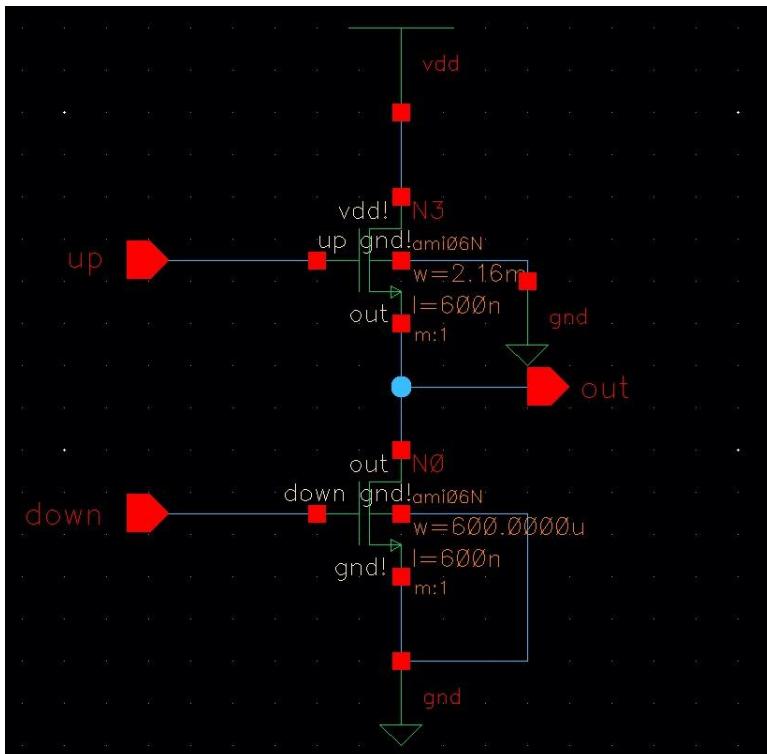 vdd
vdd! N3
up up gnd! ami06N
w=2.16m
out l=600n
gnd
m:1
out
out N0
down down gnd! ami06N
w=600.0000u
gnd! l=600n
m:1
gnd